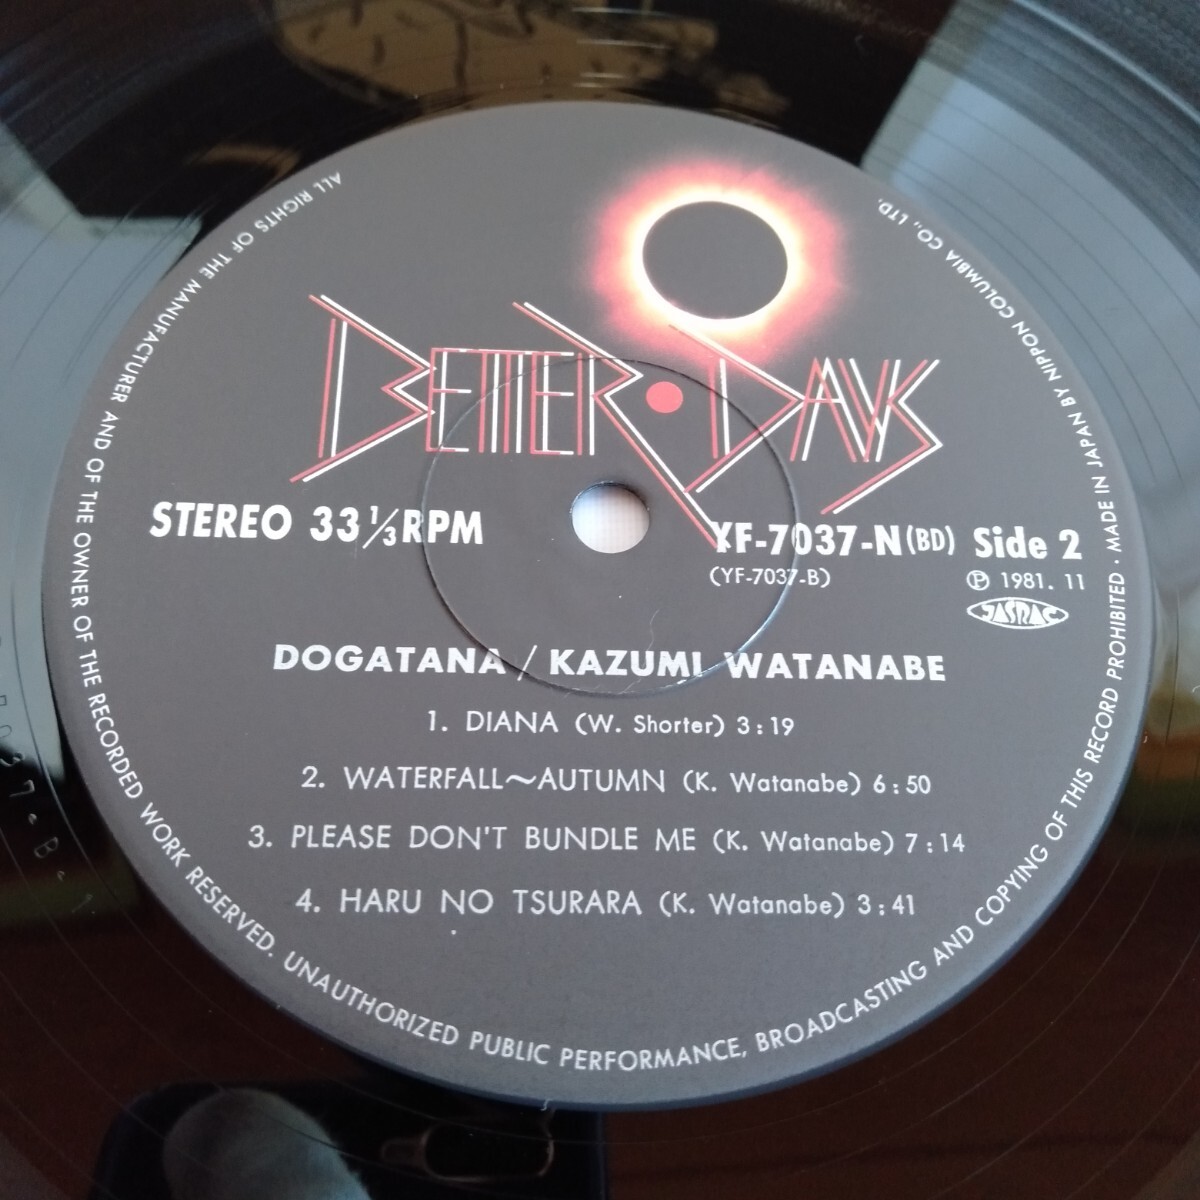 BETTER • DAYS
STEREO 33⅓RPM
YF-7037-N(BD) Side 2
(YF-7037-B)
Ⓟ 1981. 11
JASRAC
DOGATANA / KAZUMI WATANABE
1. DIANA (W. Shorter) 3:19
2. WATERFALL~AUTUMN (K. Watanabe) 6:50
3. PLEASE DON'T BUNDLE ME (K. Watanabe) 7:14
4. HARU NO TSURARA (K. Watanabe) 3:41
ALL RIGHTS OF THE MANUFACTURER AND OF THE OWNER OF THE RECORDED WORK RESERVED. UNAUTHORIZED PUBLIC PERFORMANCE, BROADCASTING AND COPYING OF THIS RECORD PROHIBITED · MADE IN JAPAN BY NIPPON COLUMBIA CO., LTD.